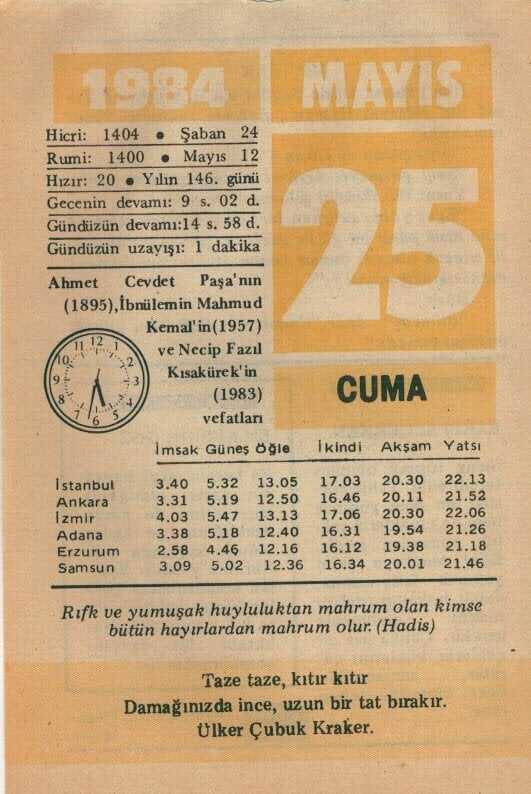 1984 MAYIS
Hicri: 1404 ● Şaban 24
Rumi: 1400 ● Mayıs 12
Hızır: 20 ● Yılın 146. günü
Gecenin devamı: 9 s. 02 d.
Gündüzün devamı:14 s. 58 d.
Gündüzün uzayışı: 1 dakika
25
Ahmet Cevdet Paşa'nın
(1895),İbnülemin Mahmud
Kemal'in(1957)
ve Necip Fazıl
Kısakürek'in
(1983)
vefatları
12 1 2 3 4 5 6 7 8 9 10 11
CUMA
İmsak Güneş Öğle İkindi Akşam Yatsı
İstanbul 3.40 5.32 13.05 17.03 20.30 22.13
Ankara 3.31 5.19 12.50 16.46 20.11 21.52
İzmir 4.03 5.47 13.13 17.06 20.30 22.06
Adana 3.38 5.18 12.40 16.31 19.54 21.26
Erzurum 2.58 4.46 12.16 16.12 19.38 21.18
Samsun 3.09 5.02 12.36 16.34 20.01 21.46
Rıfk ve yumuşak huyluluktan mahrum olan kimse
bütün hayırlardan mahrum olur. (Hadis)
Taze taze, kıtır kıtır
Damağınızda ince, uzun bir tat bırakır.
Ülker Çubuk Kraker.